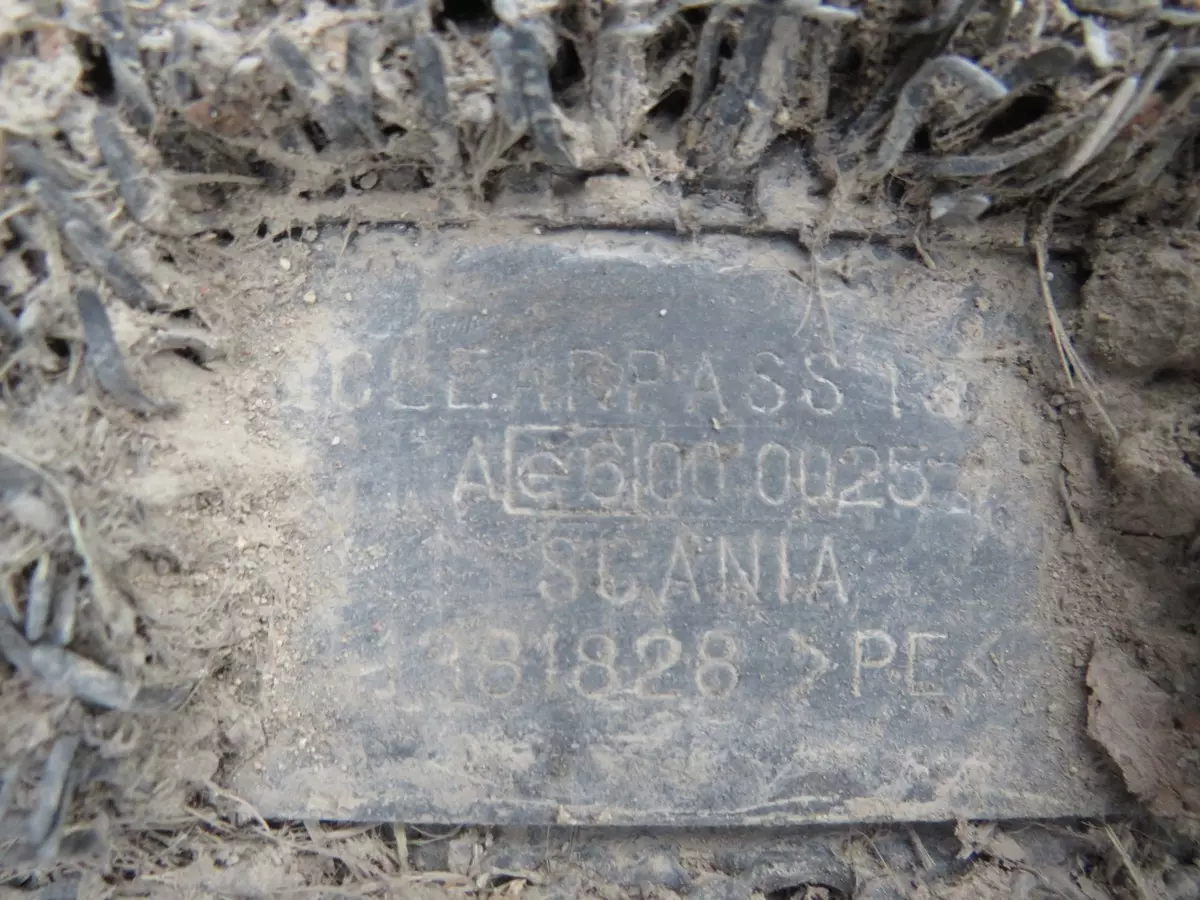 CLEARPASS
A e6 00 0025
SCANIA
181828 >PE<